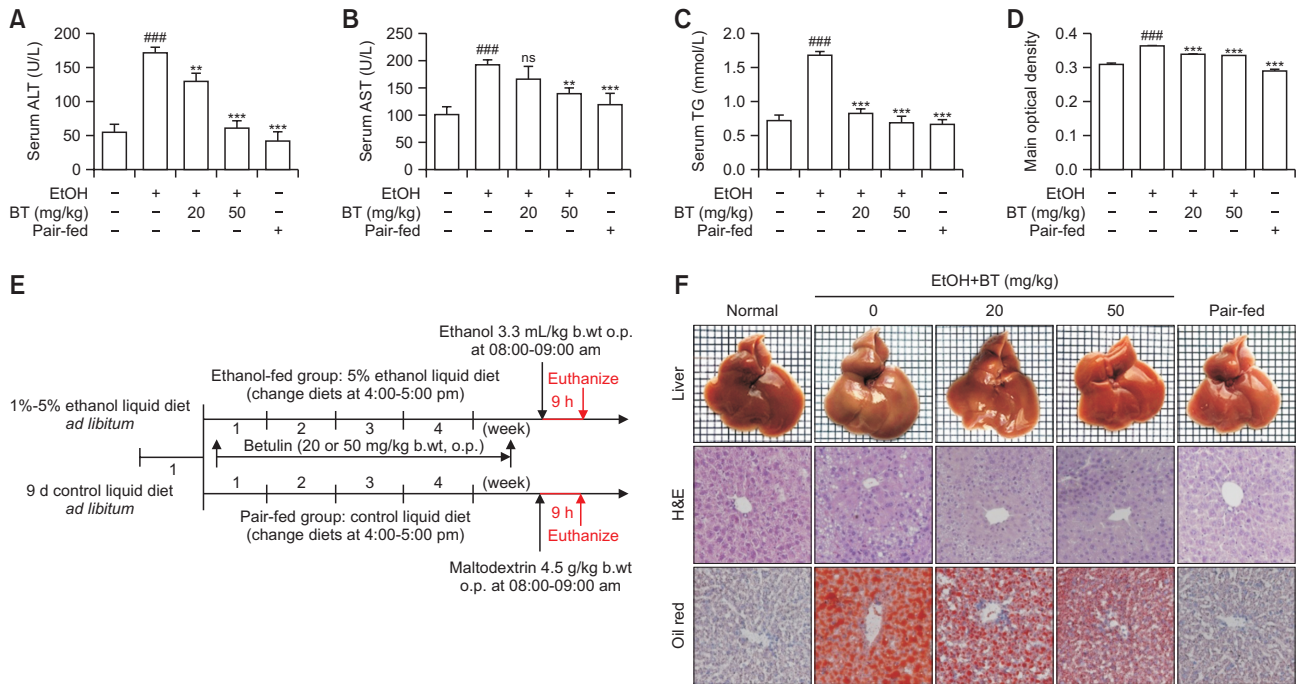 A
Serum ALT (U/L)
200
150
100
50
0
###
**
***
***
EtOH – + + + –
BT (mg/kg) – – 20 50 –
Pair-fed – – – – +
B
Serum AST (U/L)
250
200
150
100
50
0
###
ns
**
***
EtOH – + + + –
BT (mg/kg) – – 20 50 –
Pair-fed – – – – +
C
Serum TG (mmol/L)
2.0
1.5
1.0
0.5
0.0
###
***
***
***
EtOH – + + + –
BT (mg/kg) – – 20 50 –
Pair-fed – – – – +
D
Main optical density
0.4
0.3
0.2
0.1
0.0
###
***
***
***
EtOH – + + + –
BT (mg/kg) – – 20 50 –
Pair-fed – – – – +
E
Ethanol 3.3 mL/kg b.wt o.p.
at 08:00-09:00 am
Ethanol-fed group: 5% ethanol liquid diet
(change diets at 4:00-5:00 pm)
Euthanize
9 h
1%-5% ethanol liquid diet
ad libitum
1 2 3 4 (week)
Betulin (20 or 50 mg/kg b.wt, o.p.)
1
9 d control liquid diet
ad libitum
1 2 3 4 (week)
Pair-fed group: control liquid diet
(change diets at 4:00-5:00 pm)
9 h
Euthanize
Maltodextrin 4.5 g/kg b.wt
o.p. at 08:00-09:00 am
F
EtOH+BT (mg/kg)
Normal 0 20 50 Pair-fed
Liver
H&E
Oil red